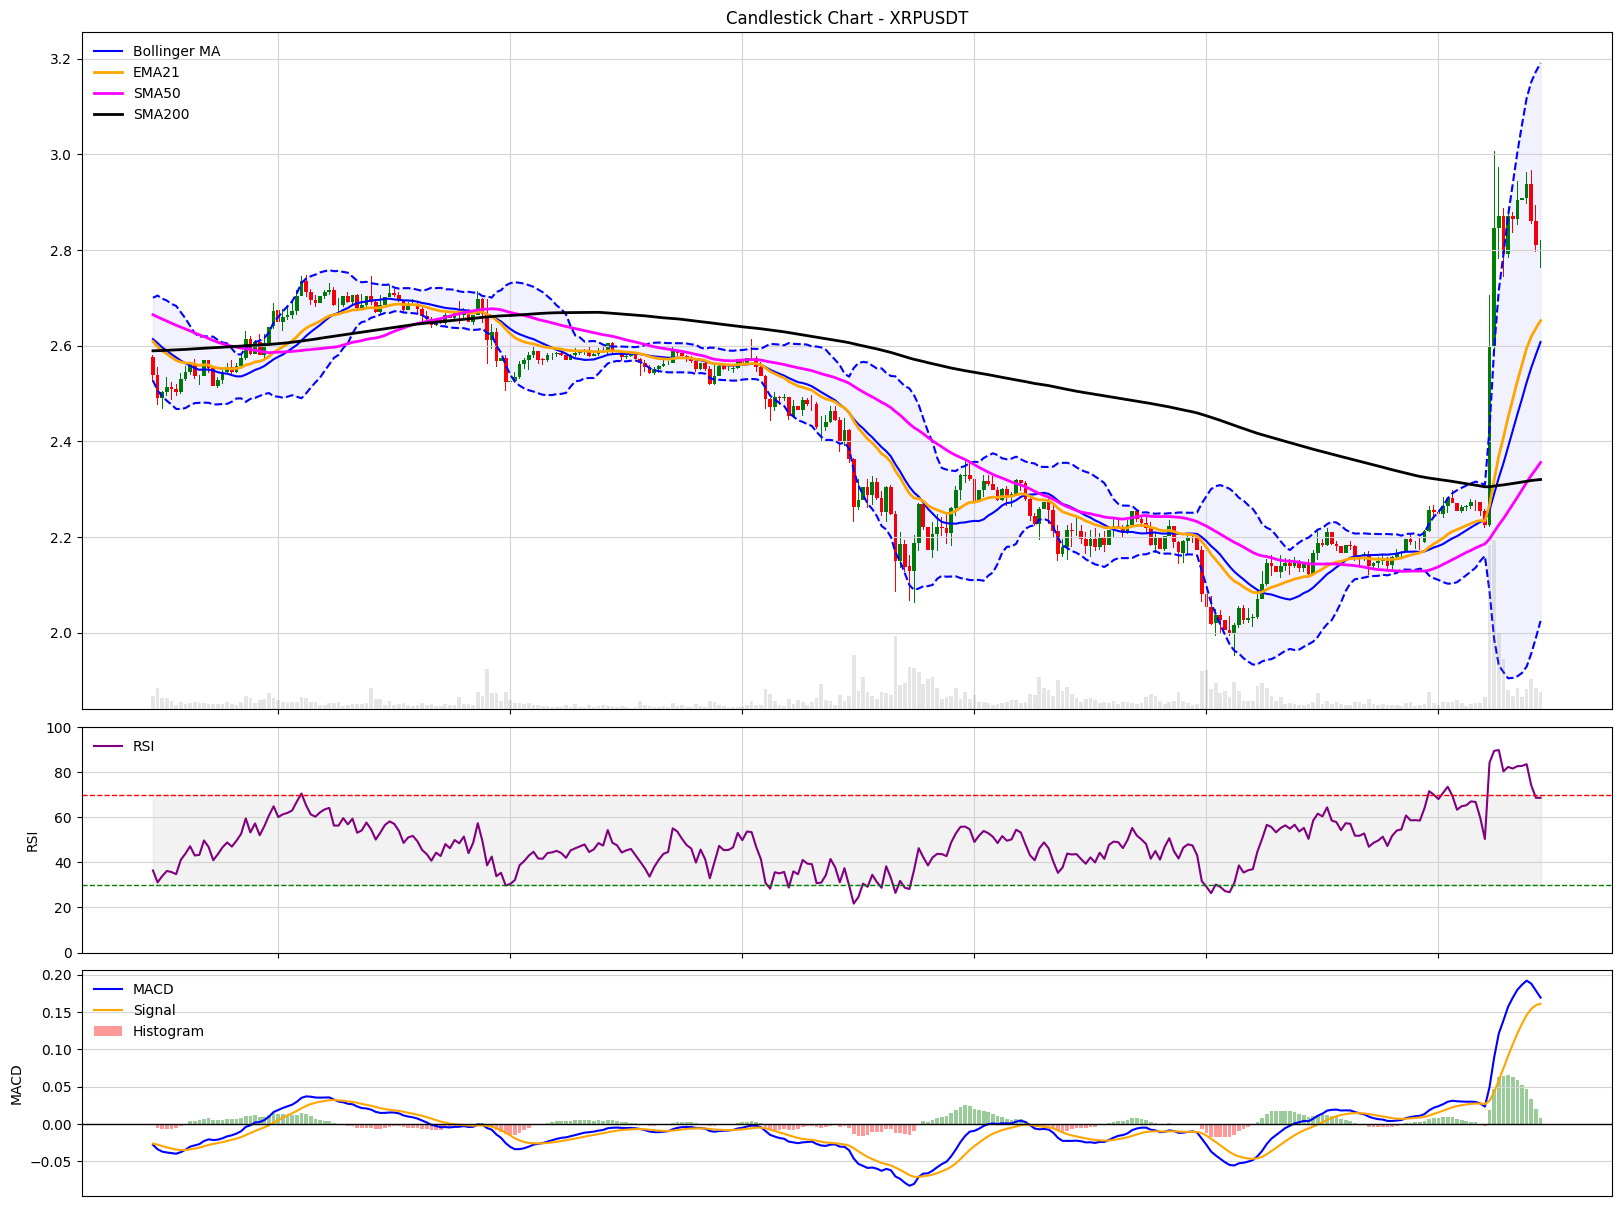 Candlestick Chart - XRPUSDT
Bollinger MA
EMA21
SMA50
SMA200
3.2
3.0
2.8
2.6
2.4
2.2
2.0
RSI
100
80
60
40
20
0
RSI
MACD
Signal
Histogram
0.20
0.15
0.10
0.05
0.00
−0.05
MACD